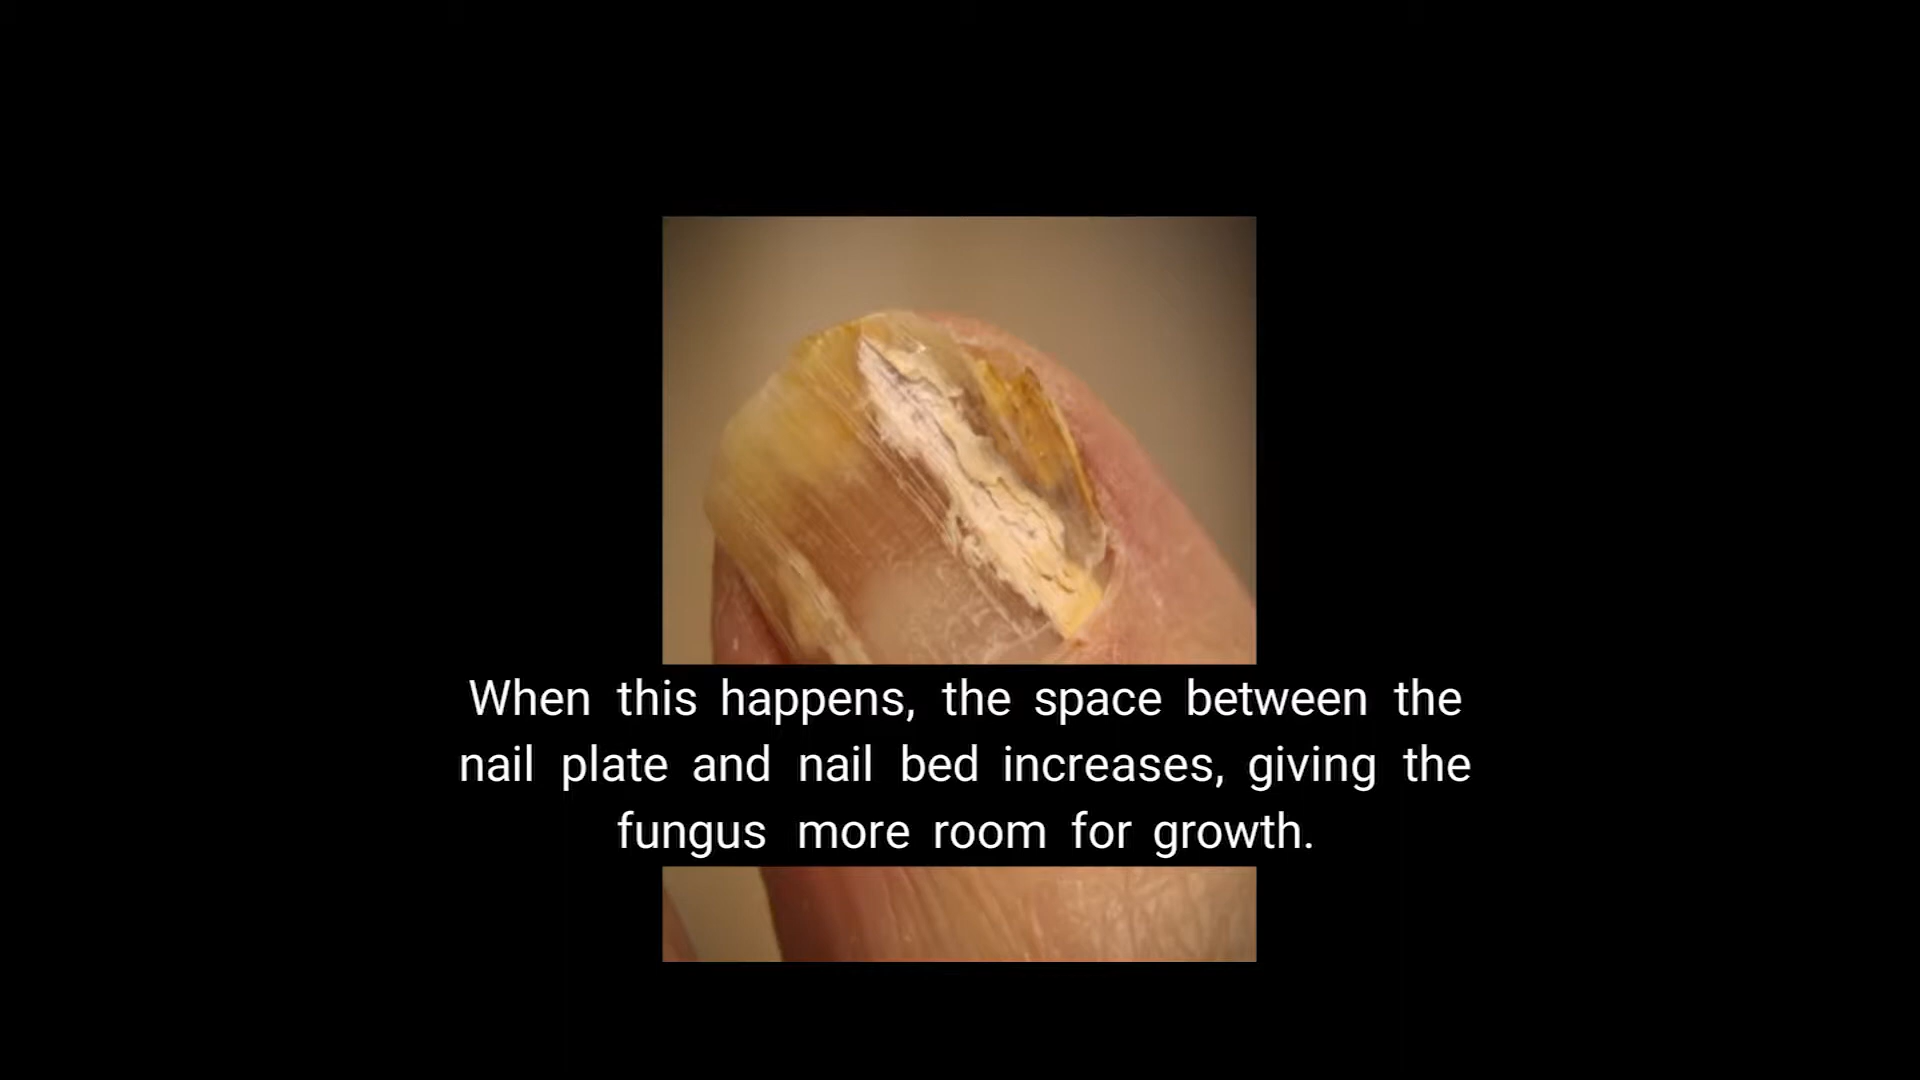 When this happens, the space between the
nail plate and nail bed increases, giving the
fungus more room for growth.